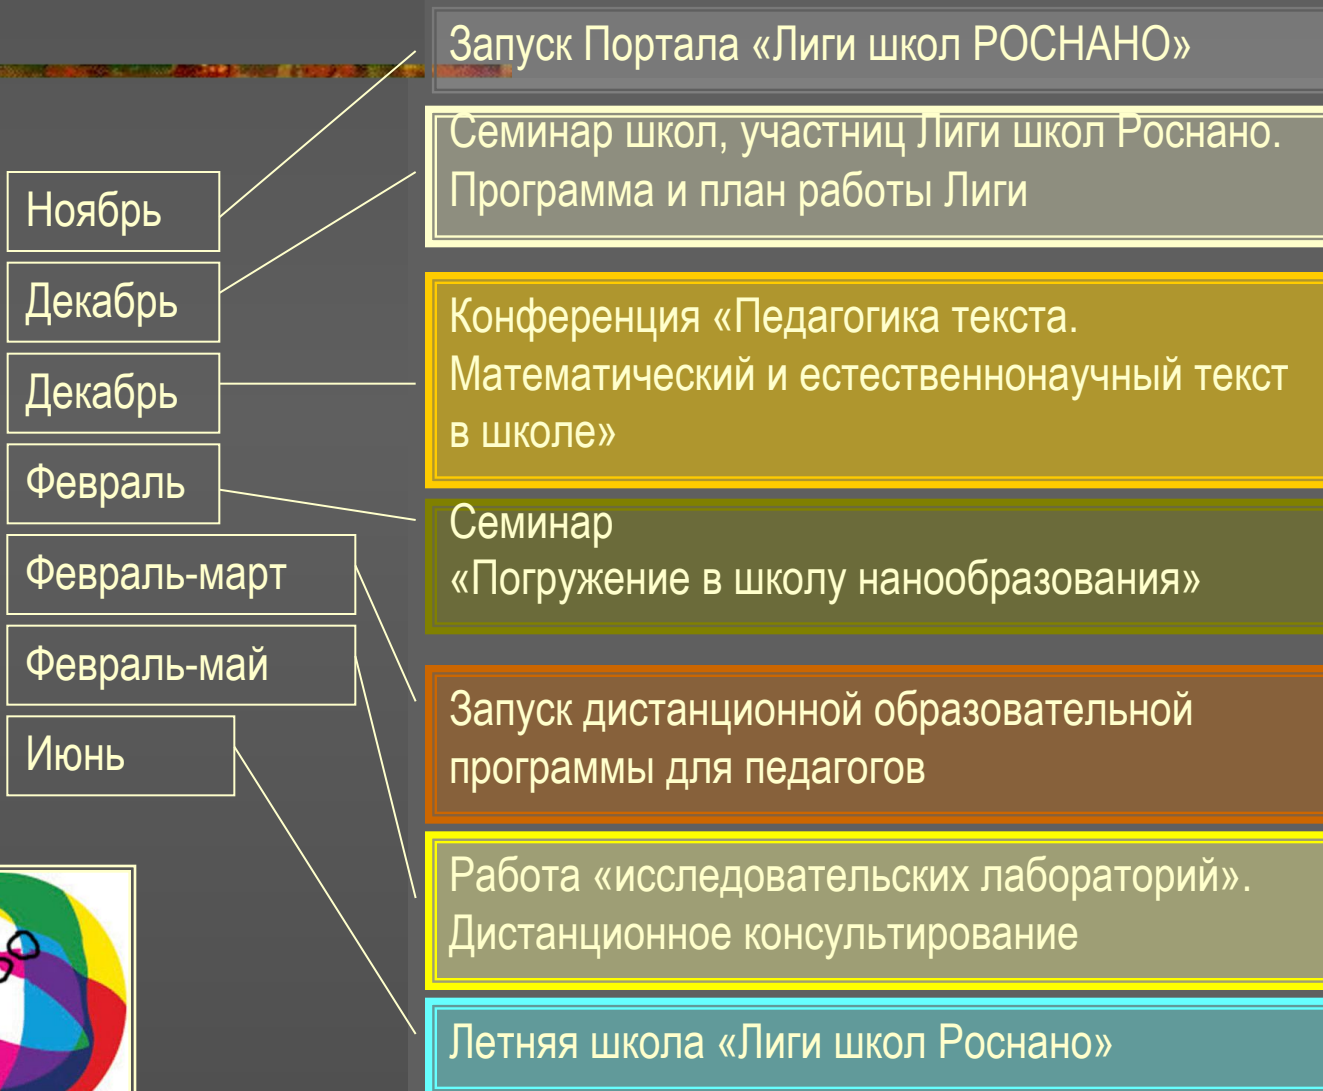 Запуск Портала «Лиги школ РОСНАНО»
Семинар школ, участниц Лиги школ Роснано.
Программа и план работы Лиги
Ноябрь
Декабрь
Декабрь
Февраль
Февраль-март
Февраль-май
Июнь
Конференция «Педагогика текста.
Математический и естественнонаучный текст
в школе»
Семинар
«Погружение в школу нанообразования»
Запуск дистанционной образовательной
программы для педагогов
Работа «исследовательских лабораторий».
Дистанционное консультирование
Летняя школа «Лиги школ Роснано»